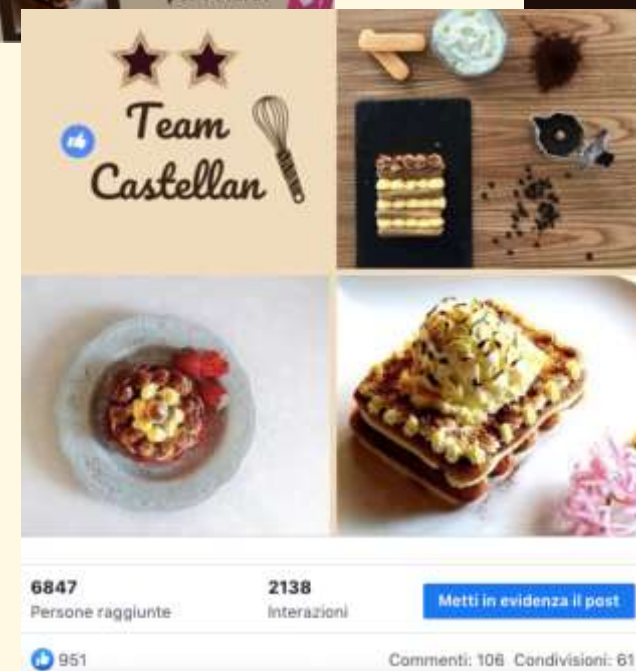 Team
Castellan
6847
Persone raggiunte
2138
Interazioni
Metti in evidenza il post
951
Commenti: 106 Condivisioni: 61